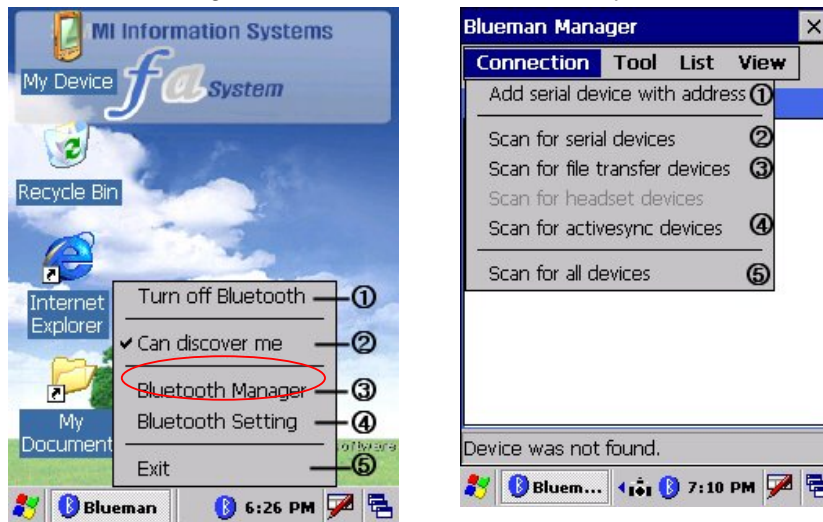 MI Information Systems
fa System
My Device
Recycle Bin
Internet
Explorer
My
Document
Turn off Bluetooth ①
✔ Can discover me ②
Bluetooth Manager ③
Bluetooth Setting ④
Exit ⑤
Blueman
6:26 PM
Blueman Manager
Connection Tool List View
Add serial device with address ①
Scan for serial devices ②
Scan for file transfer devices ③
Scan for headset devices
Scan for activesync devices ④
Scan for all devices ⑤
Device was not found.
Bluem... 7:10 PM